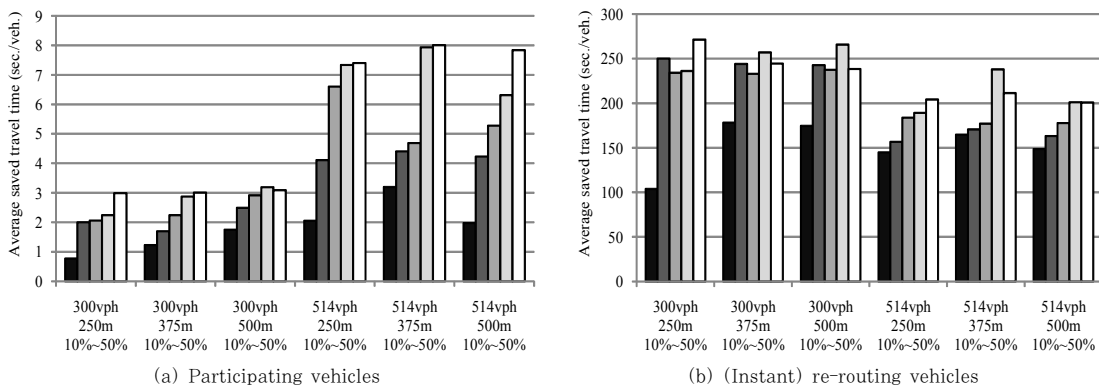 Average saved travel time (sec./veh.)
9
8
7
6
5
4
3
2
1
0
300vph 300vph 300vph 514vph 514vph 514vph
250m 375m 500m 250m 375m 500m
10%~50% 10%~50% 10%~50% 10%~50% 10%~50% 10%~50%
(a) Participating vehicles
Average saved travel time (sec./veh.)
300
250
200
150
100
50
0
300vph 300vph 300vph 514vph 514vph 514vph
250m 375m 500m 250m 375m 500m
10%~50% 10%~50% 10%~50% 10%~50% 10%~50% 10%~50%
(b) (Instant) re-routing vehicles